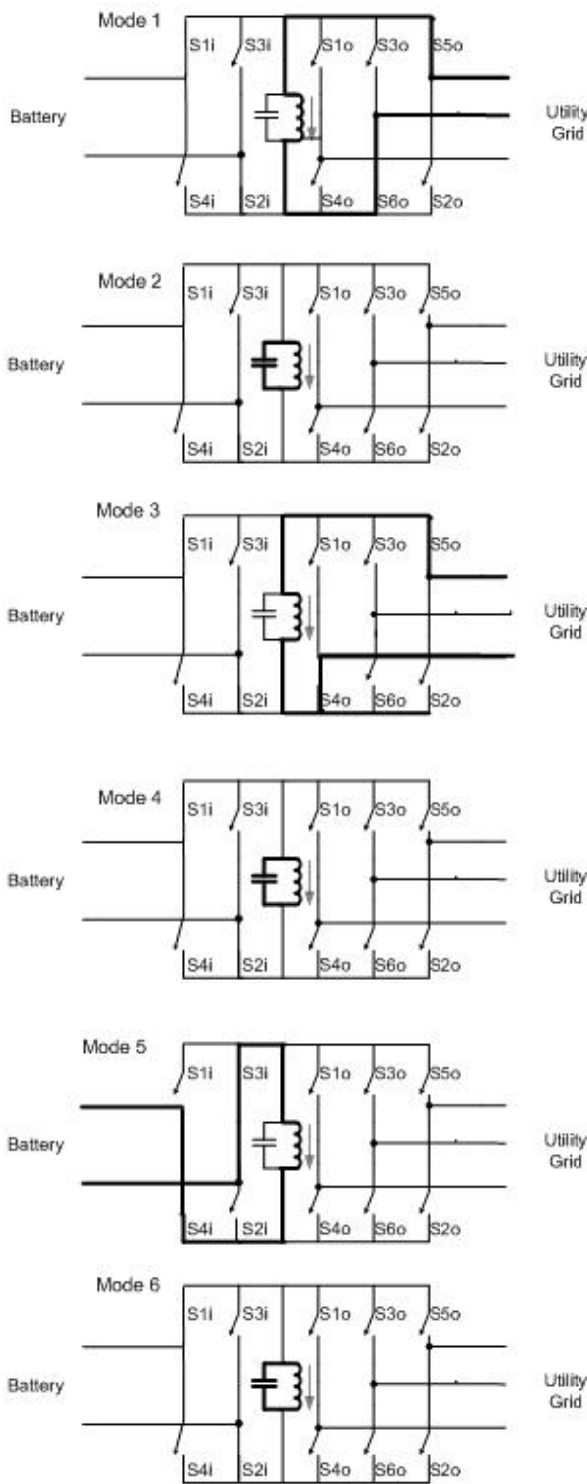 Mode 1
S1i S3i S1o S3o S5o
Battery
Utility
Grid
S4i S2i S4o S6o S2o
Mode 2
S1i S3i S1o S3o S5o
Battery
Utility
Grid
S4i S2i S4o S6o S2o
Mode 3
S1i S3i S1o S3o S5o
Battery
Utility
Grid
S4i S2i S4o S6o S2o
Mode 4
S1i S3i S1o S3o S5o
Battery
Utility
Grid
S4i S2i S4o S6o S2o
Mode 5
S1i S3i S1o S3o S5o
Battery
Utility
Grid
S4i S2i S4o S6o S2o
Mode 6
S1i S3i S1o S3o S5o
Battery
Utility
Grid
S4i S2i S4o S6o S2o